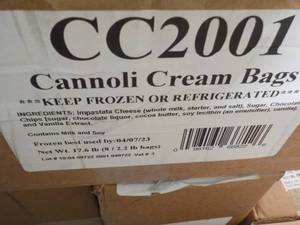 CC2001
Cannoli Cream Bags
***KEEP FROZEN OR REFRIGERATED***
INGREDIENTS: Impastata Cheese (whole milk, starter, and salt), Sugar, Chocolate
Chips [sugar, chocolate liquor, cocoa butter, soy lecithin (an emulsifier), vanilla]
and Vanilla Extract.
Contains Milk and Soy
Frozen best used by: 04/07/23
Net Wt. 17.6 lb (8 / 2.2 lb bags)